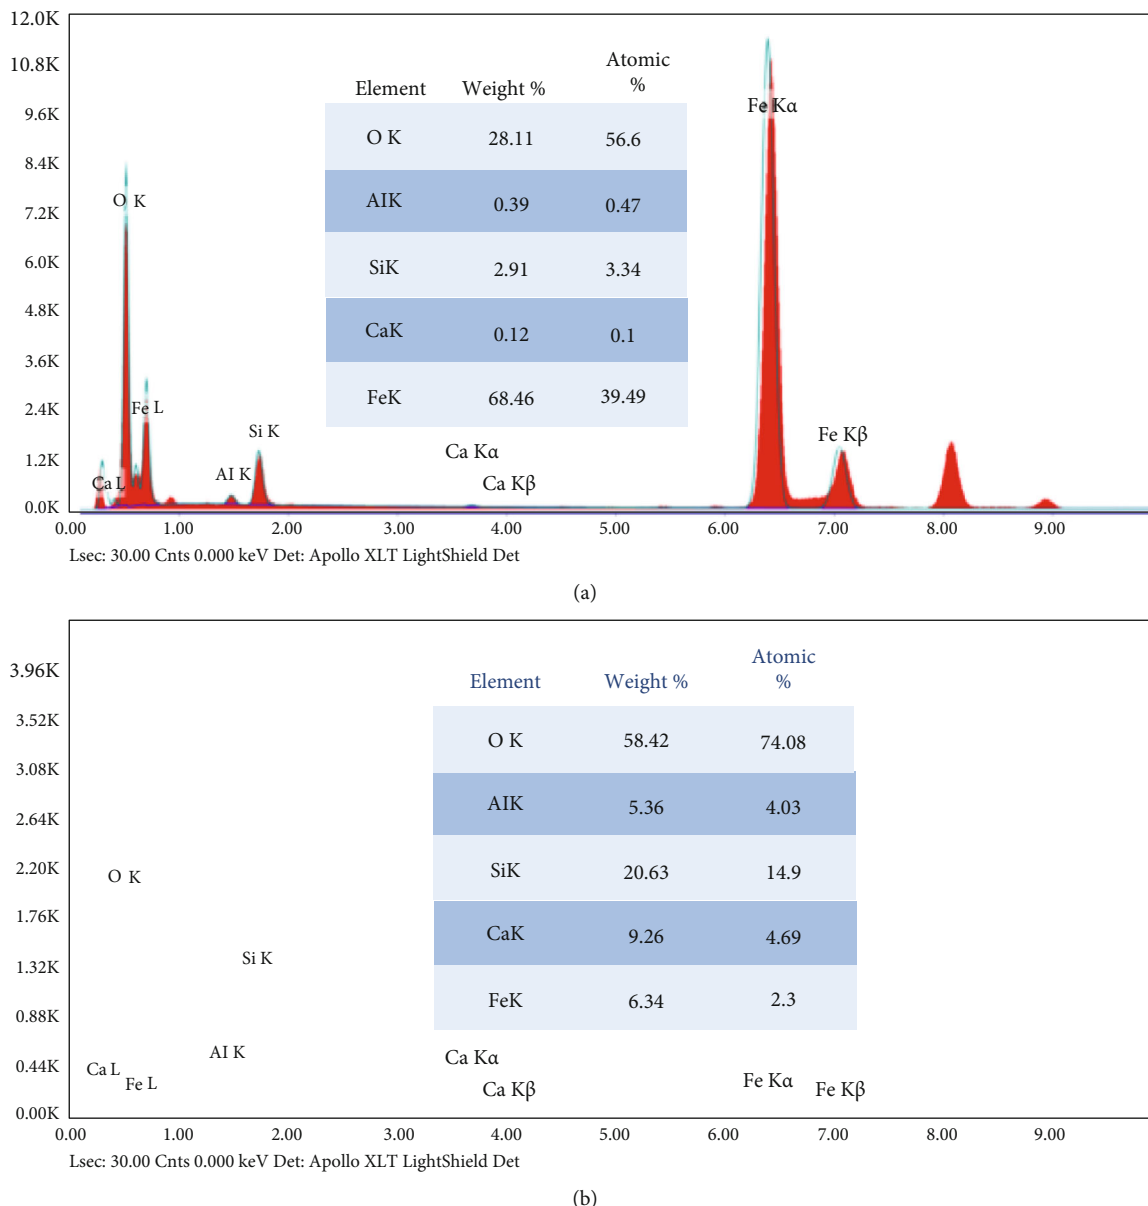 12.0K
10.8K
9.6K
8.4K
7.2K
6.0K
4.8K
3.6K
2.4K
1.2K
0.0K
Element Weight % Atomic %
O K 28.11 56.6
AIK 0.39 0.47
SiK 2.91 3.34
CaK 0.12 0.1
FeK 68.46 39.49
O K
Fe L
Ca L
AI K
Si K
Ca Kα
Ca Kβ
Fe Kα
Fe Kβ
0.00 1.00 2.00 3.00 4.00 5.00 6.00 7.00 8.00 9.00
Lsec: 30.00 Cnts 0.000 keV Det: Apollo XLT LightShield Det
(a)
3.96K
3.52K
3.08K
2.64K
2.20K
1.76K
1.32K
0.88K
0.44K
0.00K
Element Weight % Atomic %
O K 58.42 74.08
AIK 5.36 4.03
SiK 20.63 14.9
CaK 9.26 4.69
FeK 6.34 2.3
O K
Si K
AI K
Ca L
Fe L
Ca Kα
Ca Kβ
Fe Kα
Fe Kβ
0.00 1.00 2.00 3.00 4.00 5.00 6.00 7.00 8.00 9.00
Lsec: 30.00 Cnts 0.000 keV Det: Apollo XLT LightShield Det
(b)